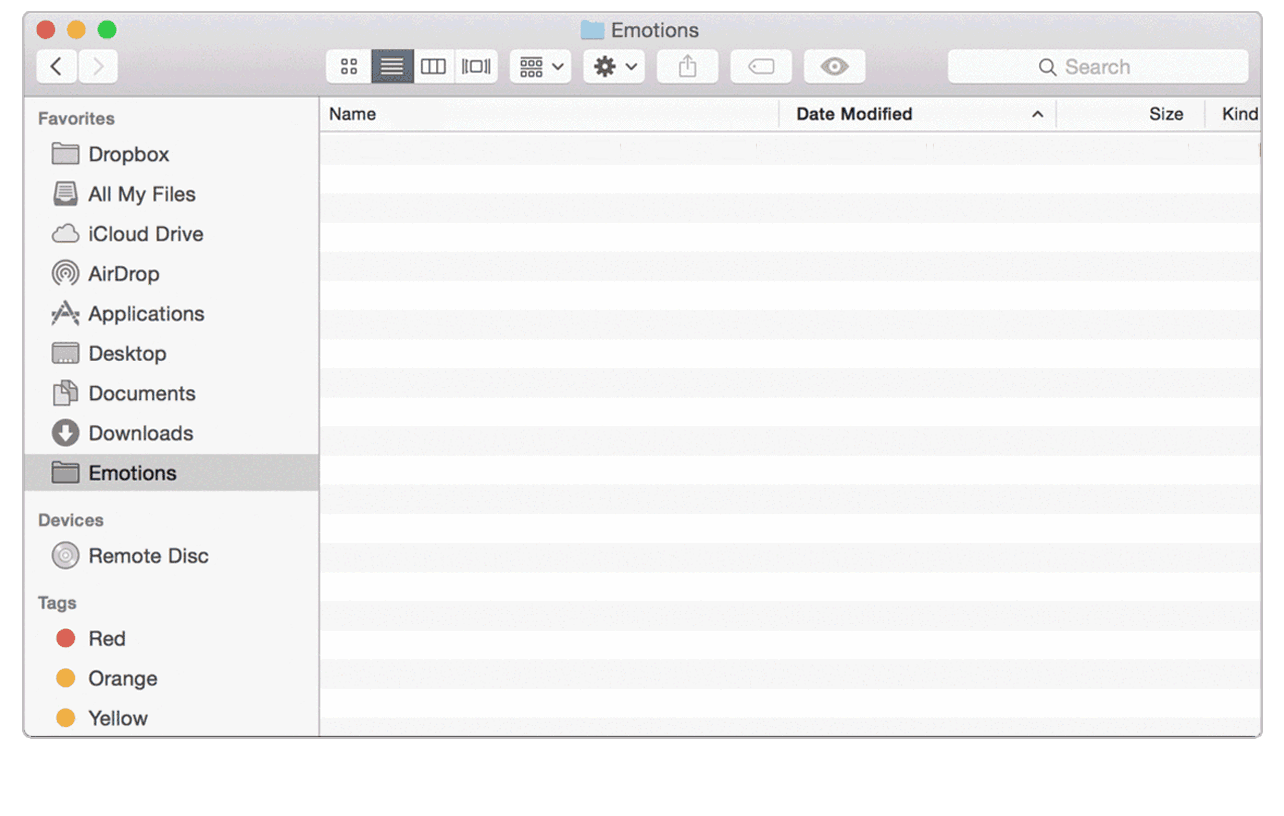 Emotions
Search
Favorites
Name Date Modified Size Kind
Dropbox
All My Files
iCloud Drive
AirDrop
Applications
Desktop
Documents
Downloads
Emotions
Devices
Remote Disc
Tags
Red
Orange
Yellow